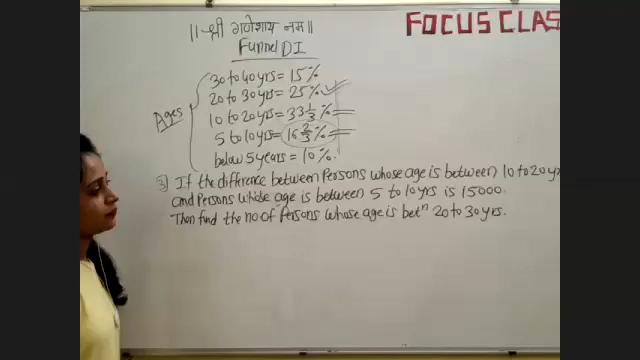 ॥ श्री गणेशाय नमः ॥
FOCUS CLAS
Funnel DI
Ages
30 to 40 yrs = 15%
20 to 30 yrs = 25%
10 to 20 yrs = 33 1/3 %
5 to 10 yrs = 16 2/3 %
below 5 years = 10%.
③ If the difference between Persons whose age is between 10 to 20 yr
and Persons whose age is between 5 to 10 yrs is 15000.
Then find the no of Persons whose age is betⁿ 20 to 30 yrs.